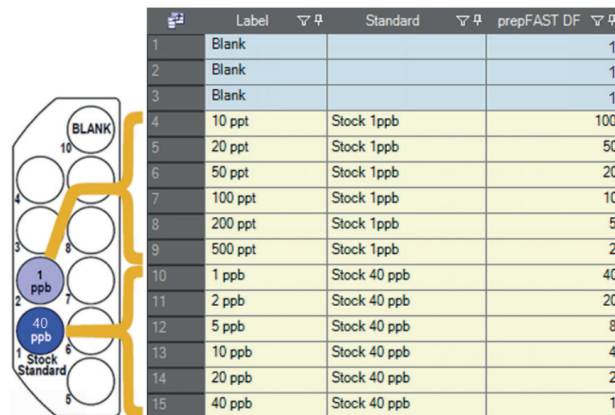 Label Standard prepFAST DF
1 Blank 1
2 Blank 1
3 Blank 1
4 10 ppt Stock 1ppb 100
5 20 ppt Stock 1ppb 50
6 50 ppt Stock 1ppb 20
7 100 ppt Stock 1ppb 10
8 200 ppt Stock 1ppb 5
9 500 ppt Stock 1ppb 2
10 1 ppb Stock 40 ppb 40
11 2 ppb Stock 40 ppb 20
12 5 ppb Stock 40 ppb 8
13 10 ppb Stock 40 ppb 4
14 20 ppb Stock 40 ppb 2
15 40 ppb Stock 40 ppb 1
BLANK
10
4
3
8
1
ppb
2
7
40
ppb
1
6
Stock
Standard
5